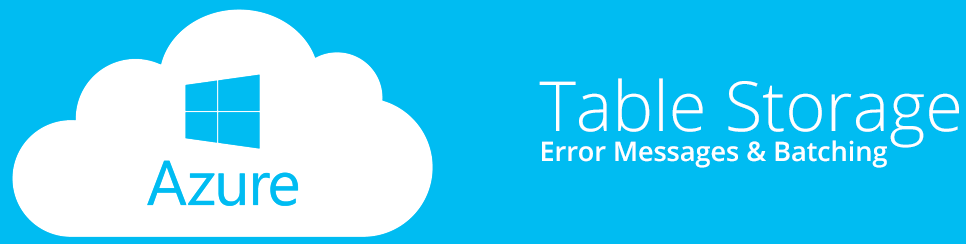 Azure
Table Storage
Error Messages & Batching